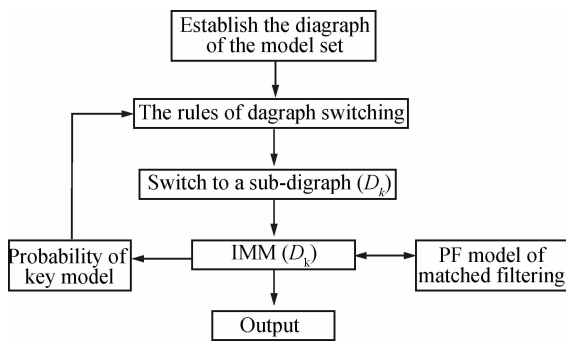 Establish the diagraph
of the model set
The rules of dagraph switching
Switch to a sub-digraph (Dk)
Probability of
key model
IMM (Dk)
PF model of
matched filtering
Output